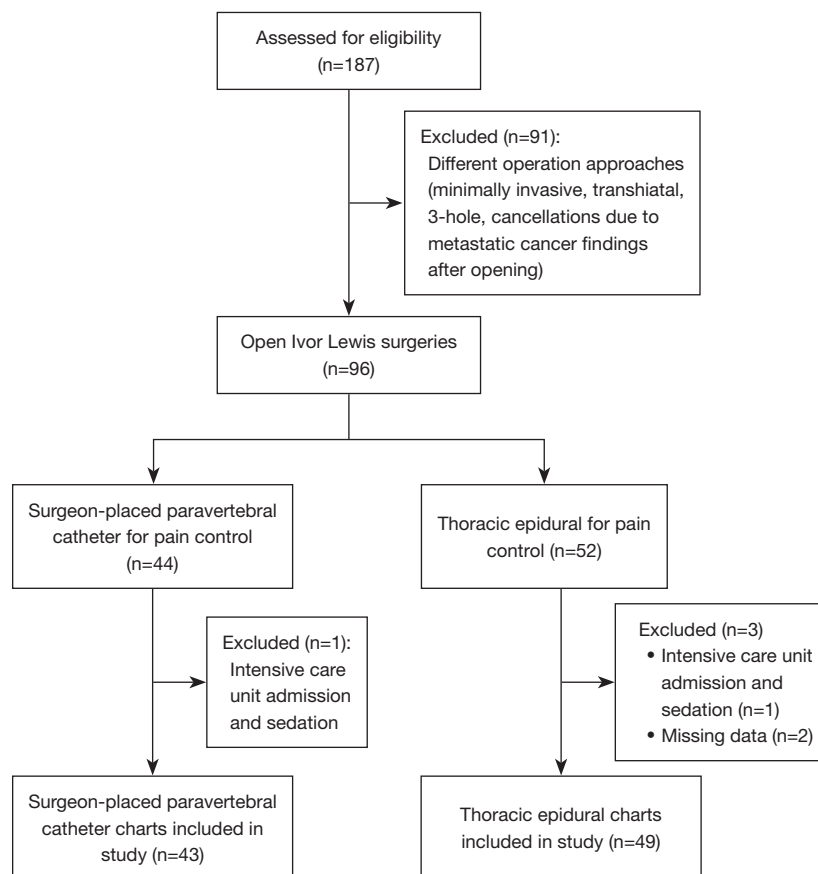 Assessed for eligibility
(n=187)
Excluded (n=91):
Different operation approaches
(minimally invasive, transhiatal,
3-hole, cancellations due to
metastatic cancer findings
after opening)
Open Ivor Lewis surgeries
(n=96)
Surgeon-placed paravertebral
catheter for pain control
(n=44)
Thoracic epidural for pain
control (n=52)
Excluded (n=1):
Intensive care
unit admission
and sedation
Excluded (n=3)
• Intensive care unit
admission and
sedation (n=1)
• Missing data (n=2)
Surgeon-placed paravertebral
catheter charts included in
study (n=43)
Thoracic epidural charts
included in study (n=49)